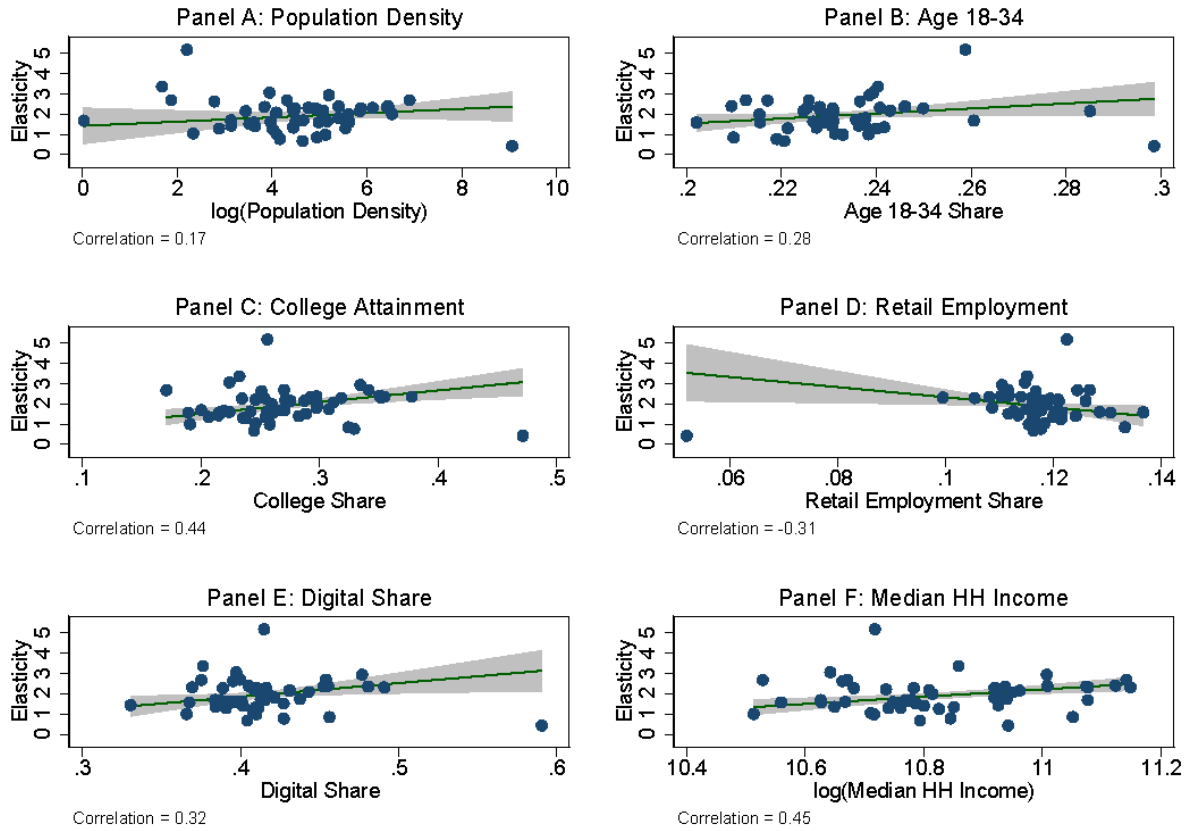 Panel A: Population Density
Elasticity
5
4
3
2
1
0
0 2 4 6 8 10
log(Population Density)
Correlation = 0.17
Panel B: Age 18-34
Elasticity
5
4
3
2
1
0
.2 .22 .24 .26 .28 .3
Age 18-34 Share
Correlation = 0.28
Panel C: College Attainment
Elasticity
5
4
3
2
1
0
.1 .2 .3 .4 .5
College Share
Correlation = 0.44
Panel D: Retail Employment
Elasticity
5
4
3
2
1
0
.06 .08 .1 .12 .14
Retail Employment Share
Correlation = -0.31
Panel E: Digital Share
Elasticity
5
4
3
2
1
0
.3 .4 .5 .6
Digital Share
Correlation = 0.32
Panel F: Median HH Income
Elasticity
5
4
3
2
1
0
10.4 10.6 10.8 11 11.2
log(Median HH Income)
Correlation = 0.45